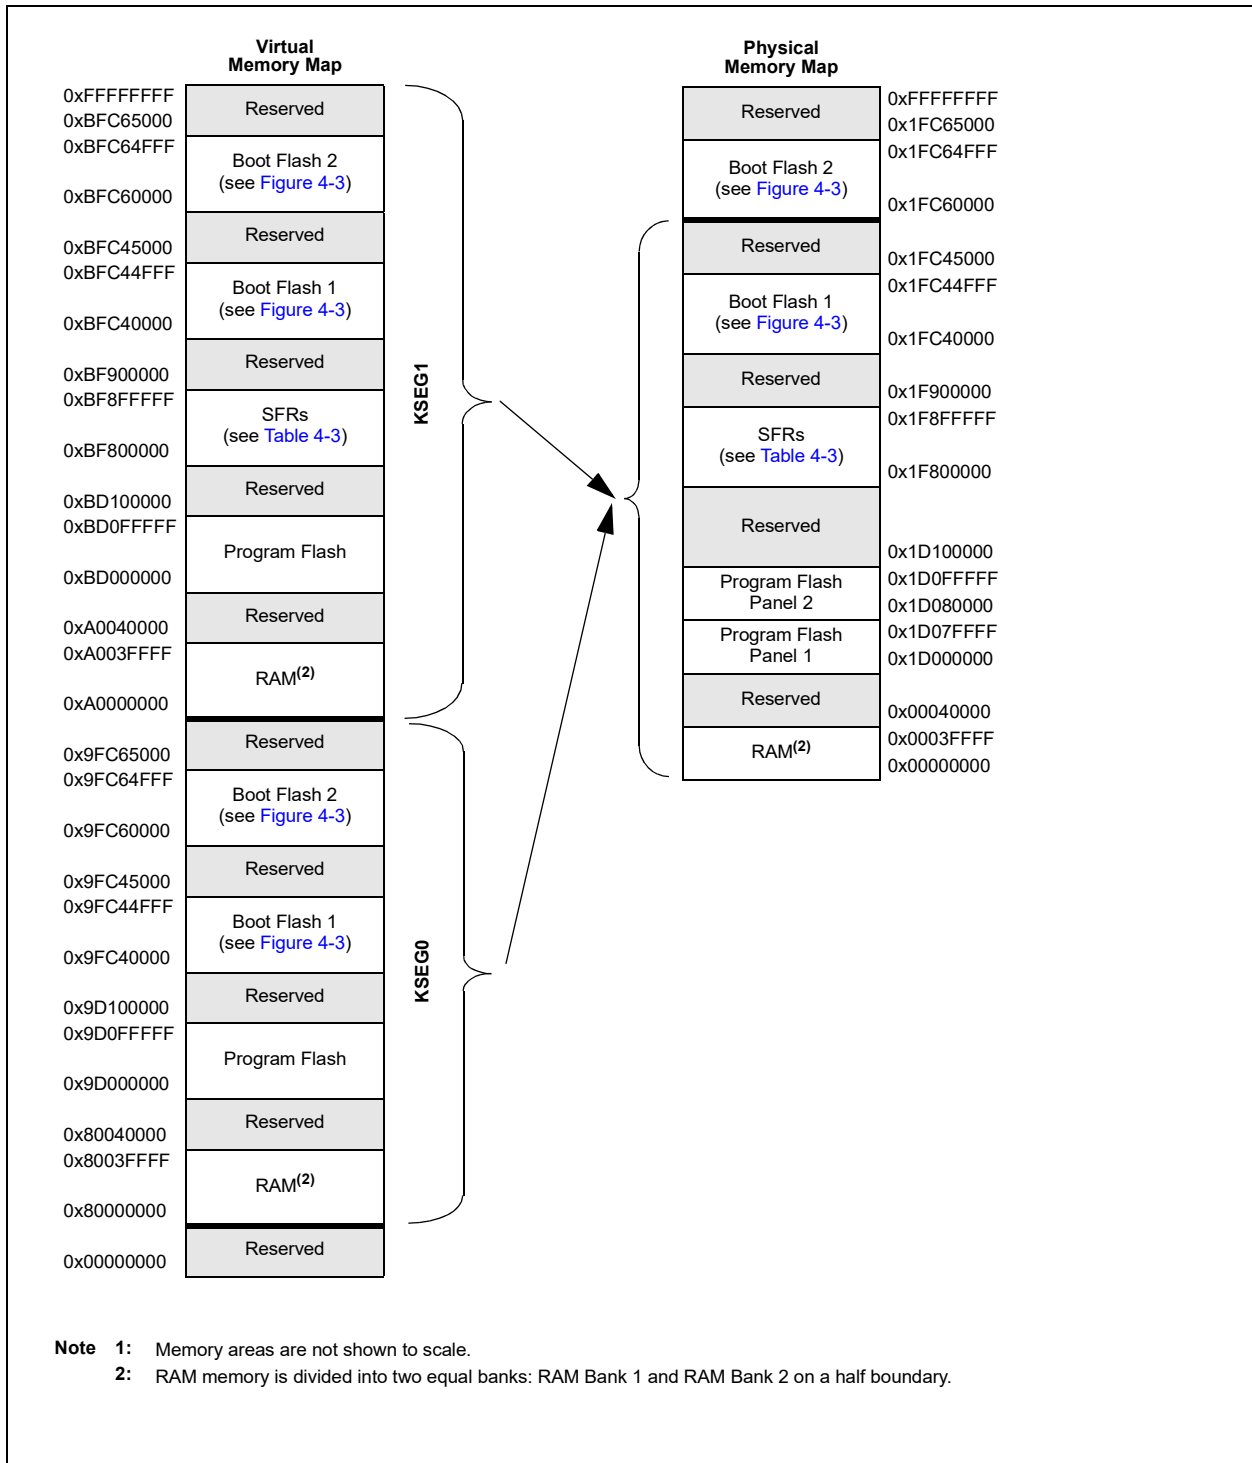 Virtual
Memory Map
0xFFFFFFFF
Reserved
0xBFC65000
0xBFC64FFF
Boot Flash 2
(see Figure 4-3)
0xBFC60000
Reserved
0xBFC45000
0xBFC44FFF
Boot Flash 1
(see Figure 4-3)
0xBFC40000
Reserved
0xBF900000
0xBF8FFFFF
SFRs
(see Table 4-3)
0xBF800000
Reserved
0xBD100000
0xBD0FFFFF
Program Flash
0xBD000000
Reserved
0xA0040000
0xA003FFFF
RAM(2)
0xA0000000
KSEG1
Reserved
0x9FC65000
0x9FC64FFF
Boot Flash 2
(see Figure 4-3)
0x9FC60000
Reserved
0x9FC45000
0x9FC44FFF
Boot Flash 1
(see Figure 4-3)
0x9FC40000
Reserved
0x9D100000
0x9D0FFFFF
Program Flash
0x9D000000
Reserved
0x80040000
0x8003FFFF
RAM(2)
0x80000000
KSEG0
Reserved
0x00000000
Physical
Memory Map
Reserved
0xFFFFFFFF
0x1FC65000
0x1FC64FFF
Boot Flash 2
(see Figure 4-3)
0x1FC60000
Reserved
0x1FC45000
0x1FC44FFF
Boot Flash 1
(see Figure 4-3)
0x1FC40000
Reserved
0x1F900000
0x1F8FFFFF
SFRs
(see Table 4-3)
0x1F800000
Reserved
0x1D100000
0x1D0FFFFF
Program Flash
Panel 2
0x1D080000
0x1D07FFFF
Program Flash
Panel 1
0x1D000000
Reserved
0x00040000
0x0003FFFF
RAM(2)
0x00000000
Note 1: Memory areas are not shown to scale.
2: RAM memory is divided into two equal banks: RAM Bank 1 and RAM Bank 2 on a half boundary.